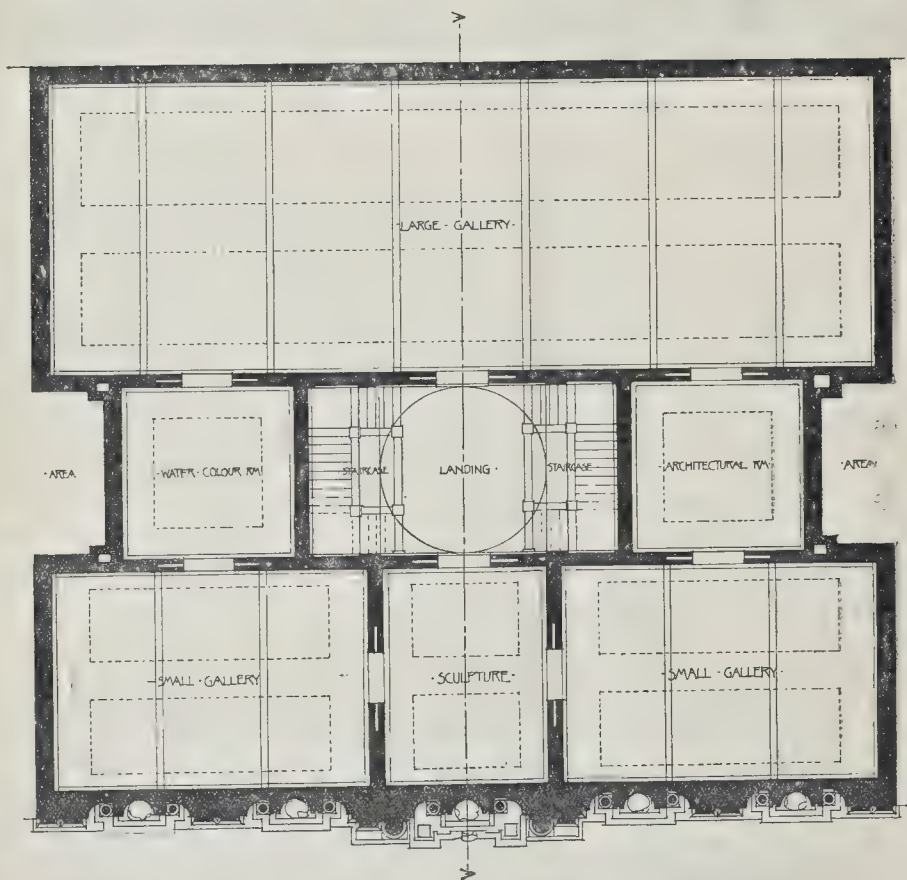 A
·LARGE·GALLERY·
·AREA
·WATER·COLOUR RM
STAIRCASE
LANDING·
STAIRCASE
·ARCHITECTURAL RM·
·AREA·
·SMALL·GALLERY
·SCULPTURE·
·SMALL·GALLERY·
A